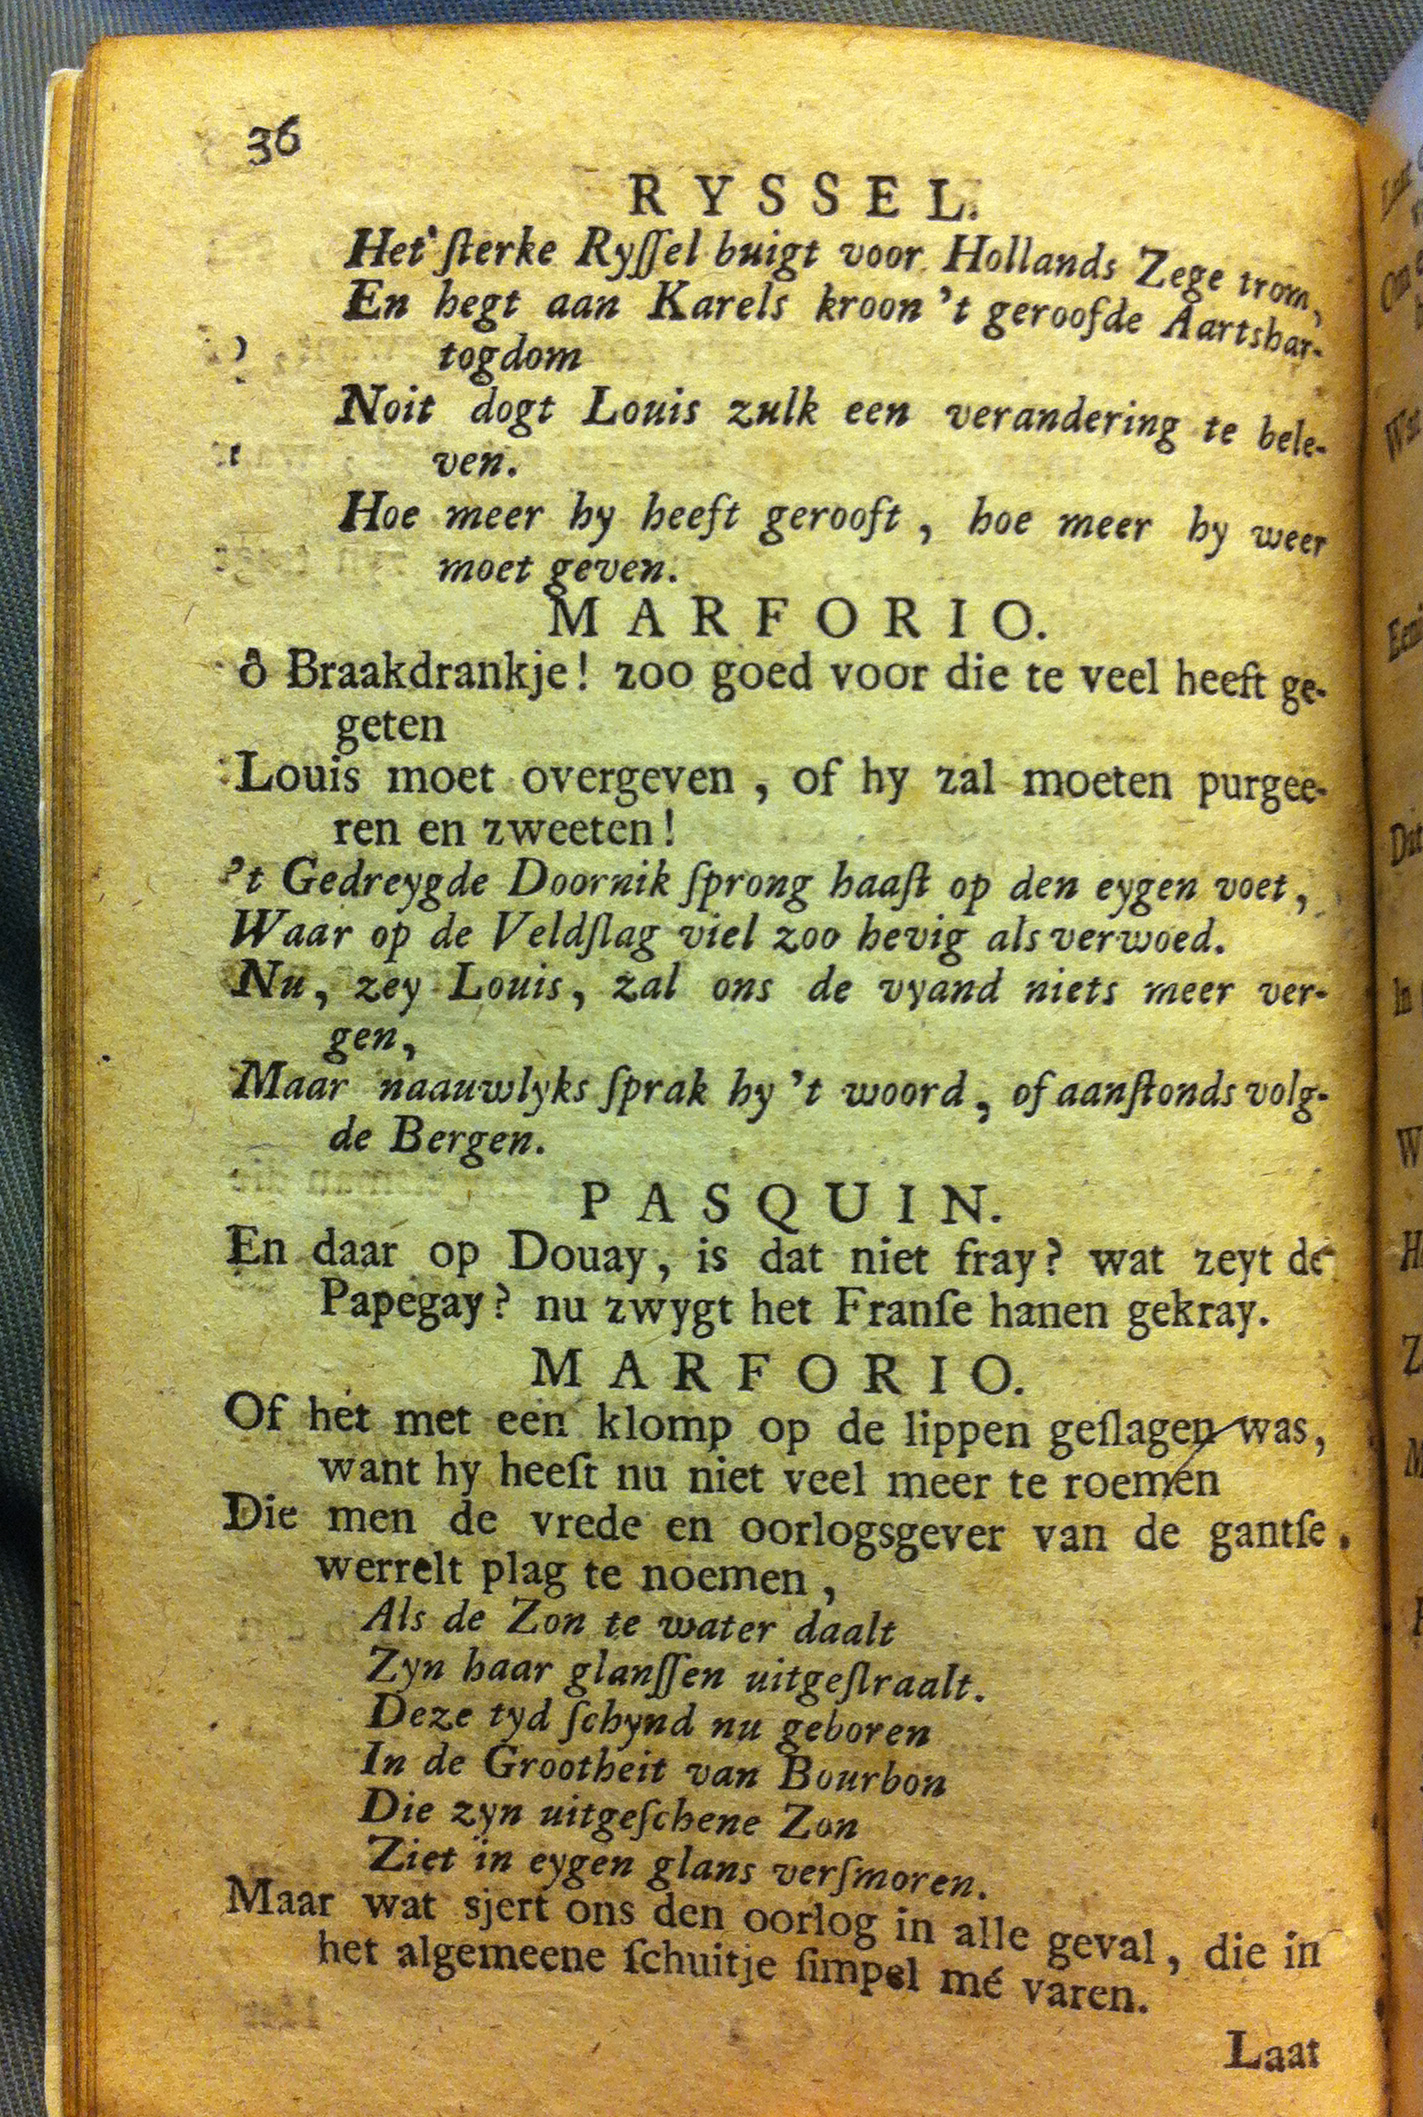 36
RYSSEL.
Het ſterke Ryſſel buigt voor Hollands Zege trom,
En hegt aan Karels kroon 't geroofde Aartshar-
togdom
Noit dogt Louis zulk een verandering te bele-
ven.
Hoe meer hy heeft gerooft, hoe meer hy weer
moet geven.
MARFORIO.
ô Braakdrankje! zoo goed voor die te veel heeft ge-
geten
Louis moet overgeven, of hy zal moeten purgee-
ren en zweeten!
't Gedreygde Doornik ſprong haaſt op den eygen voet,
Waar op de Veldſlag viel zoo hevig als verwoed.
Nu, zey Louis, zal ons de vyand niets meer ver-
gen,
Maar naauwlyks ſprak hy 't woord, of aanſtonds volg-
de Bergen.
PASQUIN.
En daar op Douay, is dat niet fray? wat zeyt de
Papegay? nu zwygt het Franſe hanen gekray.
MARFORIO.
Of het met een klomp op de lippen geſlagen was,
want hy heeft nu niet veel meer te roemen
Die men de vrede en oorlogsgever van de gantſe
werrelt plag te noemen,
Als de Zon te water daalt
Zyn haar glanſſen uitgeſtraalt.
Deze tyd ſchynd nu geboren
In de Grootheit van Bourbon
Die zyn uitgeſchene Zon
Ziet in eygen glans verſmoren.
Maar wat sjert ons den oorlog in alle geval, die in
het algemeene ſchuitje ſimpel mé varen.
Laat